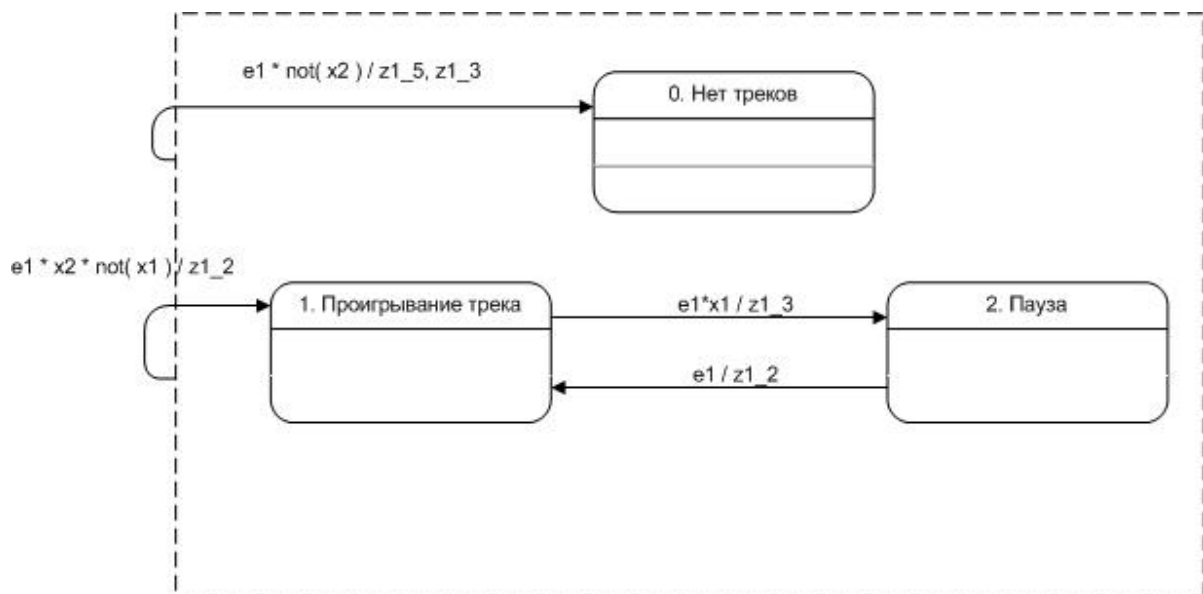 e1 * not( x2 ) / z1_5, z1_3
0. Нет треков
e1 * x2 * not( x1 ) / z1_2
1. Проигрывание трека
e1*x1 / z1_3
2. Пауза
e1 / z1_2